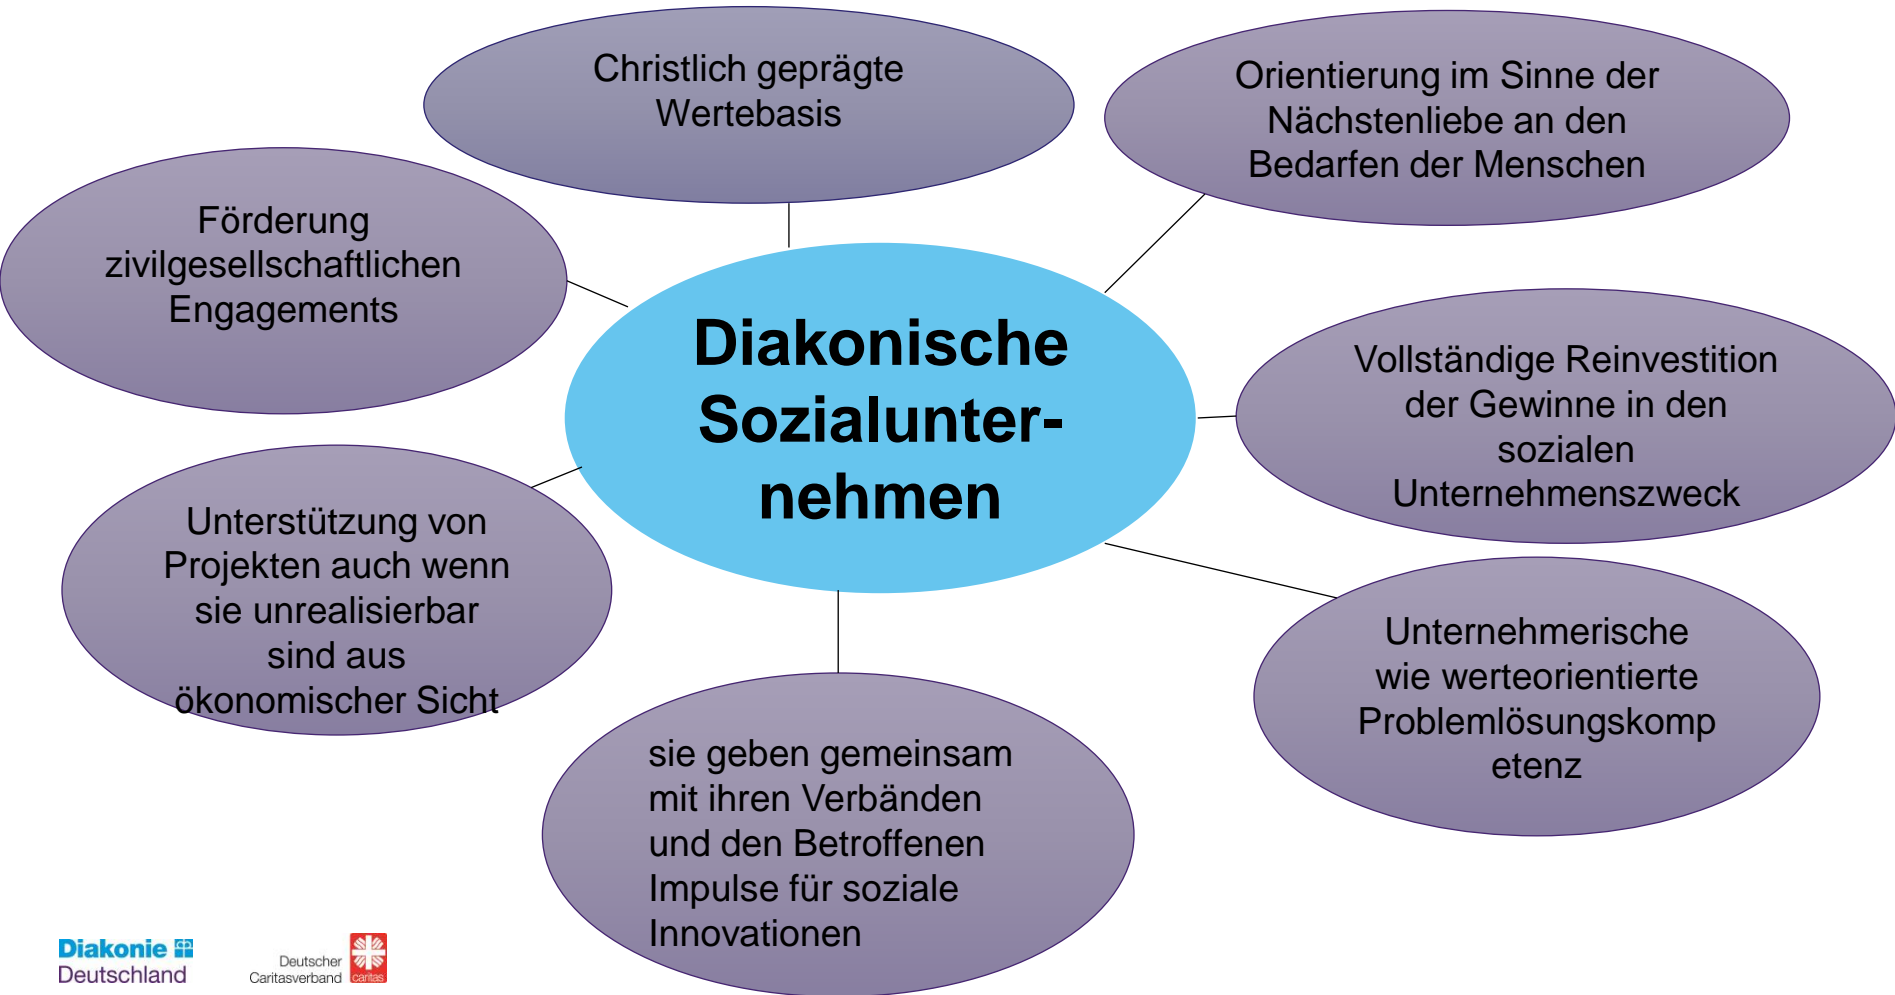 Christlich geprägte
Wertebasis
Orientierung im Sinne der
Nächstenliebe an den
Bedarfen der Menschen
Förderung
zivilgesellschaftlichen
Engagements
Diakonische
Sozialunter-
nehmen
Vollständige Reinvestition
der Gewinne in den
sozialen
Unternehmenszweck
Unterstützung von
Projekten auch wenn
sie unrealisierbar
sind aus
ökonomischer Sicht
Unternehmerische
wie werteorientierte
Problemlösungskomp
etenz
sie geben gemeinsam
mit ihren Verbänden
und den Betroffenen
Impulse für soziale
Innovationen
Diakonie
Deutschland
Deutscher
Caritasverband
caritas